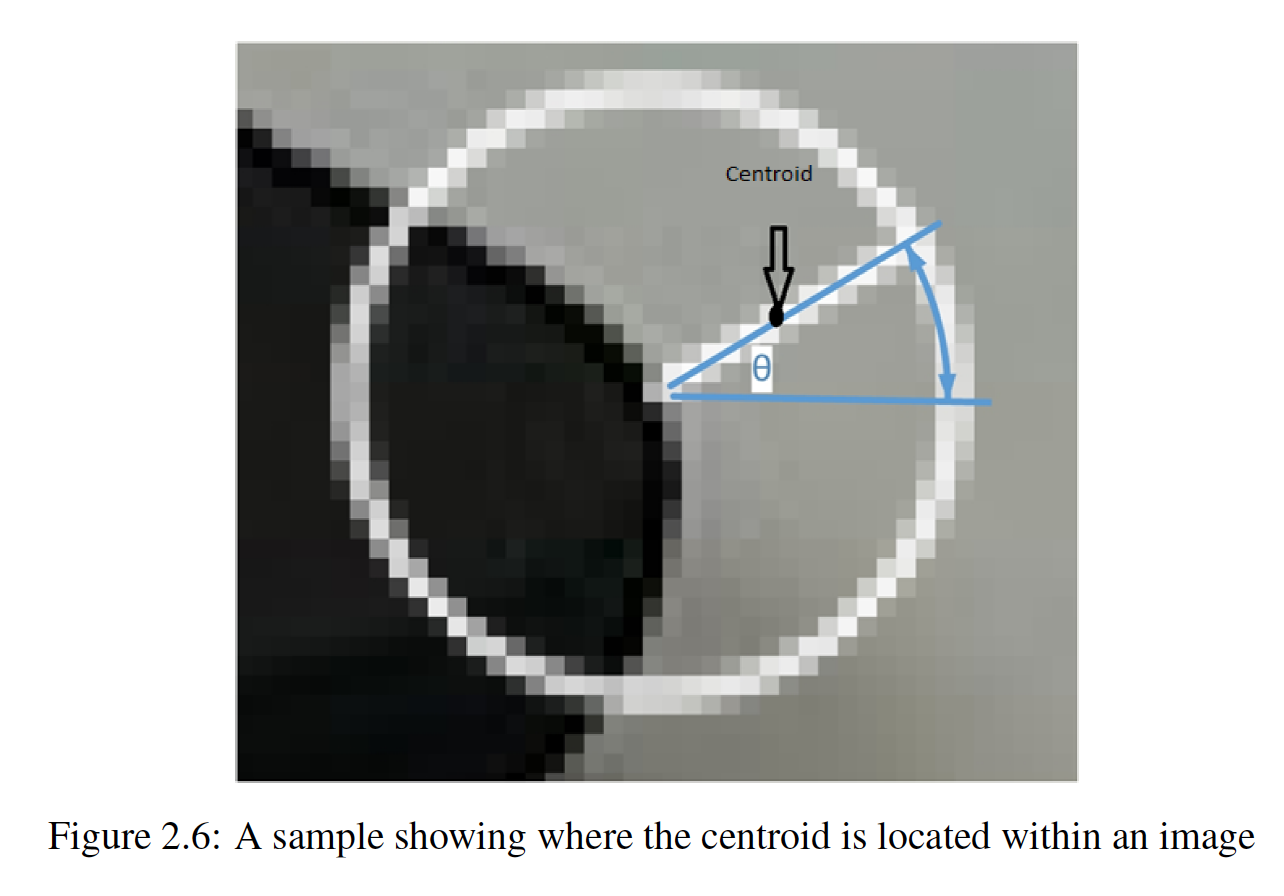 Centroid
θ
Figure 2.6: A sample showing where the centroid is located within an image